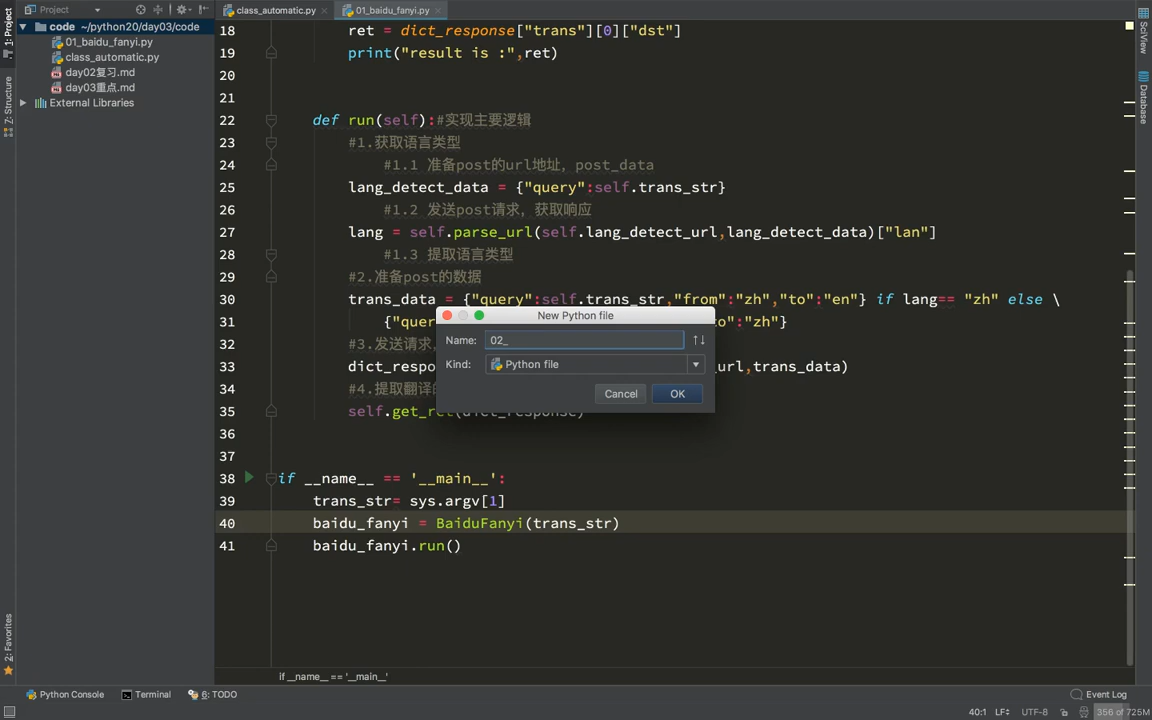 Project
class_automatic.py
01_baidu_fanyi.py
1: Project
Z: Structure
2: Favorites
SciView
Database
code ~/python20/day03/code
01_baidu_fanyi.py
class_automatic.py
day02复习.md
day03重点.md
External Libraries
18 ret = dict_response["trans"][0]["dst"]
19 print("result is :",ret)
20
21
22 def run(self):#实现主要逻辑
23 #1.获取语言类型
24 #1.1 准备post的url地址，post_data
25 lang_detect_data = {"query":self.trans_str}
26 #1.2 发送post请求，获取响应
27 lang = self.parse_url(self.lang_detect_url,lang_detect_data)["lan"]
28 #1.3 提取语言类型
29 #2.准备post的数据
30 trans_data = {"query":self.trans_str,"from":"zh","to":"en"} if lang== "zh" else \
31 {"quer to":"zh"}
32 #3.发送请求，
33 dict_respo url,trans_data)
34 #4.提取翻译的
35 self.get_ret(dict_response)
36
37
38 if __name__ == '__main__':
39 trans_str= sys.argv[1]
40 baidu_fanyi = BaiduFanyi(trans_str)
41 baidu_fanyi.run()
New Python file
Name: 02_
Kind: Python file
Cancel OK
if __name__ == '__main__'
Python Console Terminal 6: TODO Event Log
40:1 LF÷ UTF-8 356 of 725M